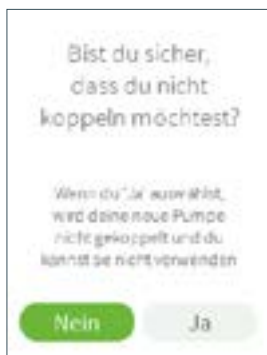 Bist du sicher,
dass du nicht
koppeln möchtest?
Wenn du "Ja" auswählst,
wird deine neue Pumpe
nicht gekoppelt und du
kannst sie nicht verwenden
Nein
Ja